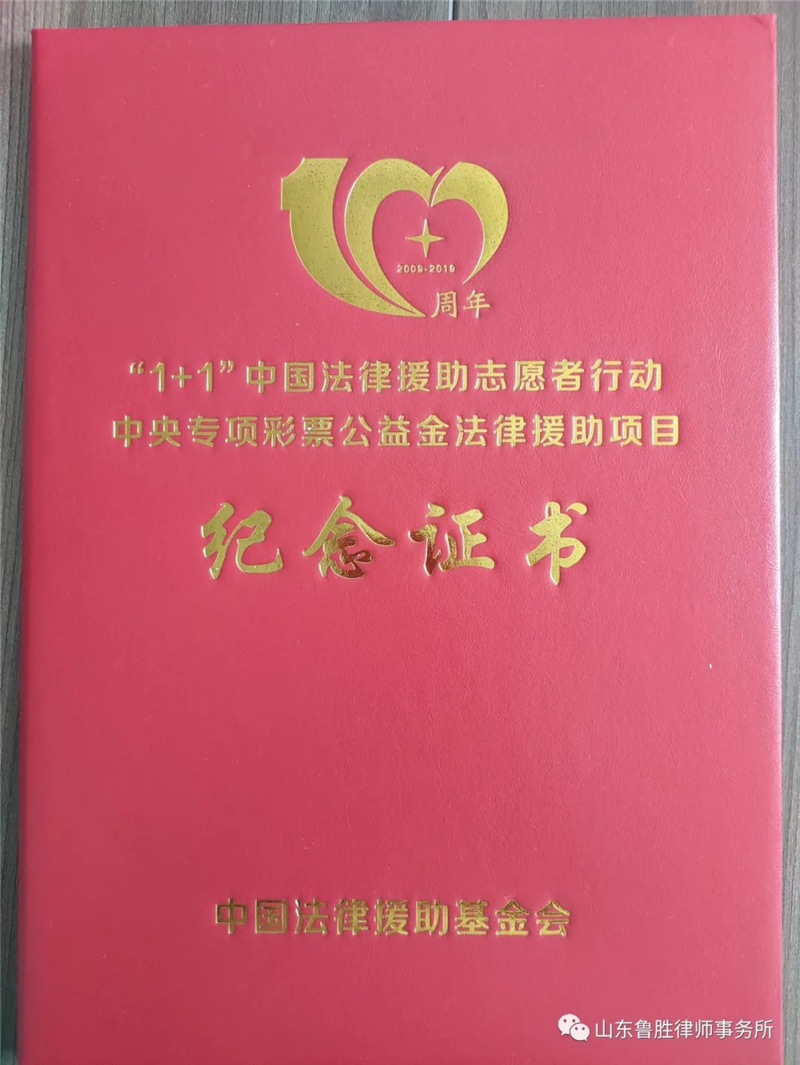 10
2009-2019
周年
“1+1”中国法律援助志愿者行动
中央专项彩票公益金法律援助项目
纪念证书
中国法律援助基金会
山东鲁胜律师事务所